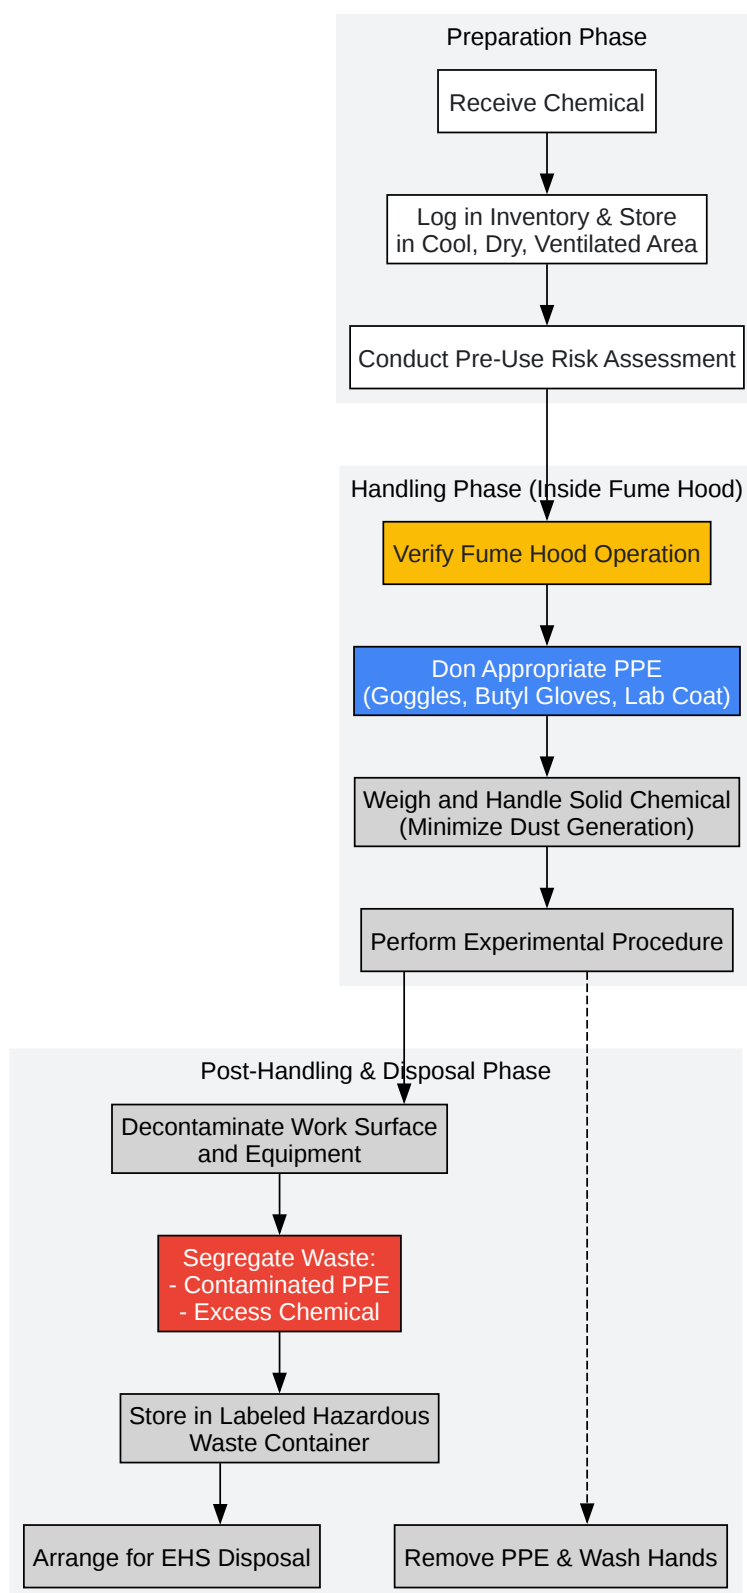 Preparation Phase
Receive Chemical
Log in Inventory & Store
in Cool, Dry, Ventilated Area
Conduct Pre-Use Risk Assessment
Handling Phase (Inside Fume Hood)
Verify Fume Hood Operation
Don Appropriate PPE
(Goggles, Butyl Gloves, Lab Coat)
Weigh and Handle Solid Chemical
(Minimize Dust Generation)
Perform Experimental Procedure
Post-Handling & Disposal Phase
Decontaminate Work Surface
and Equipment
Segregate Waste:
- Contaminated PPE
- Excess Chemical
Store in Labeled Hazardous
Waste Container
Arrange for EHS Disposal
Remove PPE & Wash Hands